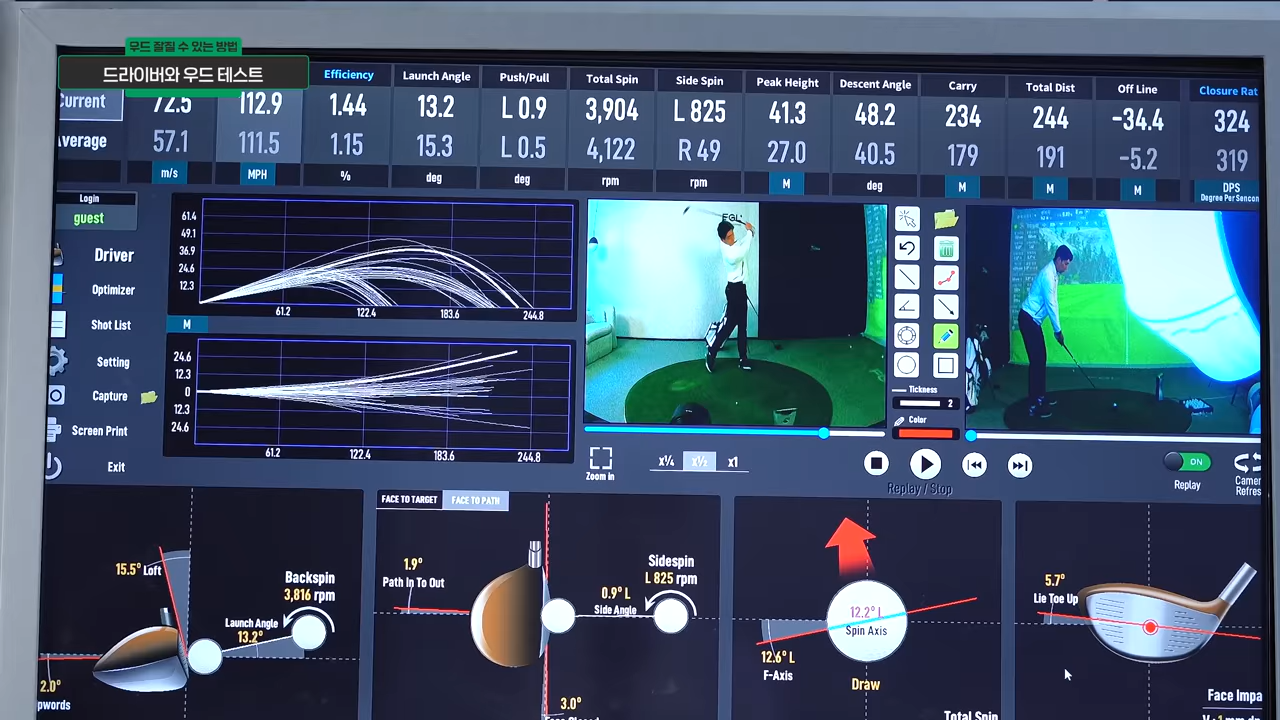 우드 잘칠 수 있는 방법
드라이버와 우드 테스트
Efficiency
Launch Angle
Push/Pull
Total Spin
Side Spin
Peak Height
Descent Angle
Carry
Total Dist
Off Line
Closure Rat
Current
72.5
112.9
1.44
13.2
L 0.9
3,904
L 825
41.3
48.2
234
244
-34.4
324
Average
57.1
111.5
1.15
15.3
L 0.5
4,122
R 49
27.0
40.5
179
191
-5.2
319
m/s
MPH
%
deg
deg
rpm
rpm
M
deg
M
M
M
DPS
Degree Per Sencon
Login
guest
Driver
Optimizer
Shot List
Setting
Capture
Screen Print
Exit
61.4
49.1
36.9
24.6
12.3
61.2
122.4
183.6
244.8
M
24.6
12.3
0
12.3
24.6
61.2
122.4
183.6
244.8
EGL
Tickness
2
Color
Zoom in
x¼
x½
x1
Replay / Stop
ON
Replay
Camer
Refres
15.5° Loft
Backspin
3,816 rpm
Launch Angle
13.2°
2.0°
pwords
FACE TO TARGET
FACE TO PATH
1.9°
Path In To Out
Sidespin
L 825 rpm
0.9° L
Side Angle
3.0°
12.2° L
Spin Axis
12.6° L
F-Axis
Draw
Total Spin
5.7°
Lie Toe Up
Face Impa